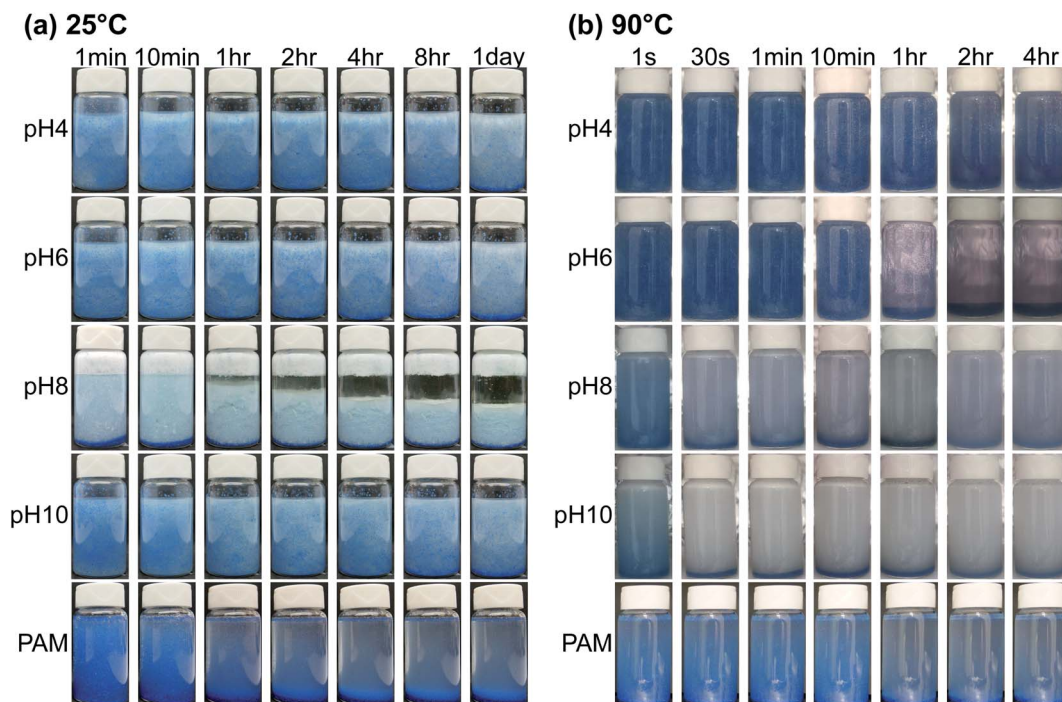 (a) 25°C
1min 10min 1hr 2hr 4hr 8hr 1day
pH4
pH6
pH8
pH10
PAM
(b) 90°C
1s 30s 1min 10min 1hr 2hr 4hr
pH4
pH6
pH8
pH10
PAM